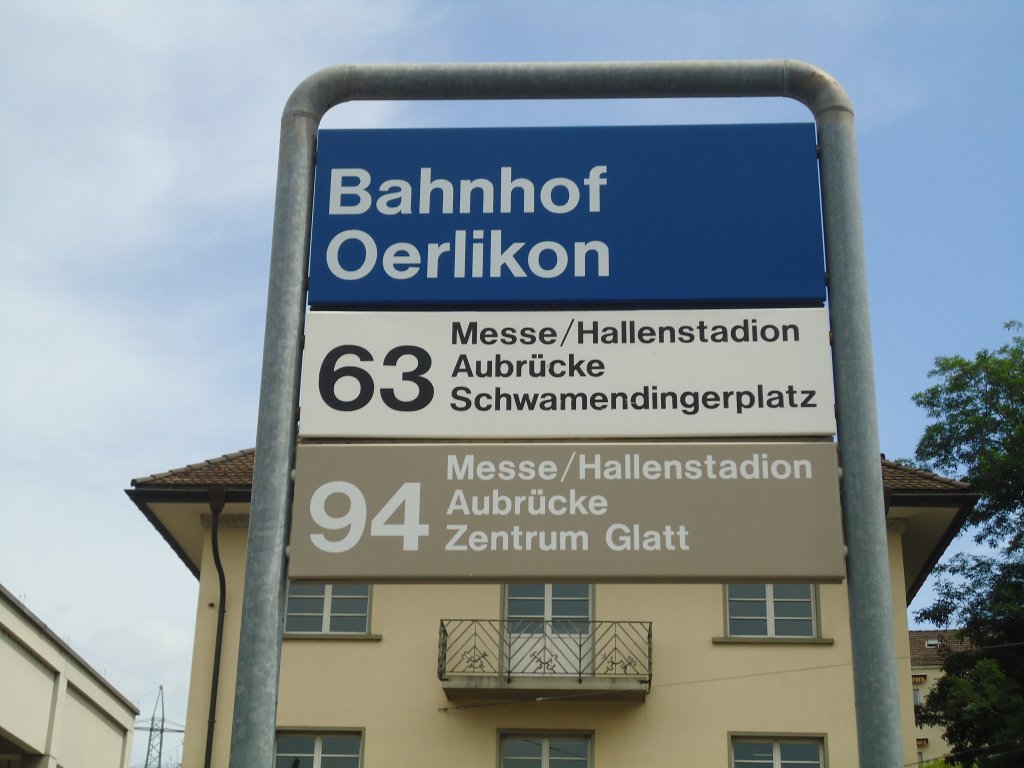 Bahnhof
Oerlikon
63
Messe/Hallenstadion
Aubrücke
Schwamendingerplatz
94
Messe/Hallenstadion
Aubrücke
Zentrum Glatt